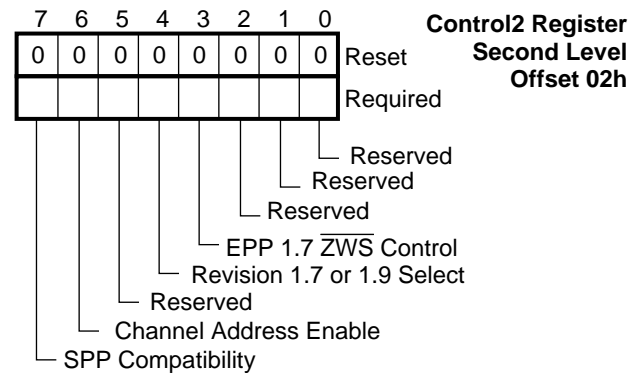 7 6 5 4 3 2 1 0
Control2 Register
Second Level
Offset 02h
0 0 0 0 0 0 0 0 Reset
Required
Reserved
Reserved
Reserved
EPP 1.7 Z̅W̅S̅ Control
Revision 1.7 or 1.9 Select
Reserved
Channel Address Enable
SPP Compatibility